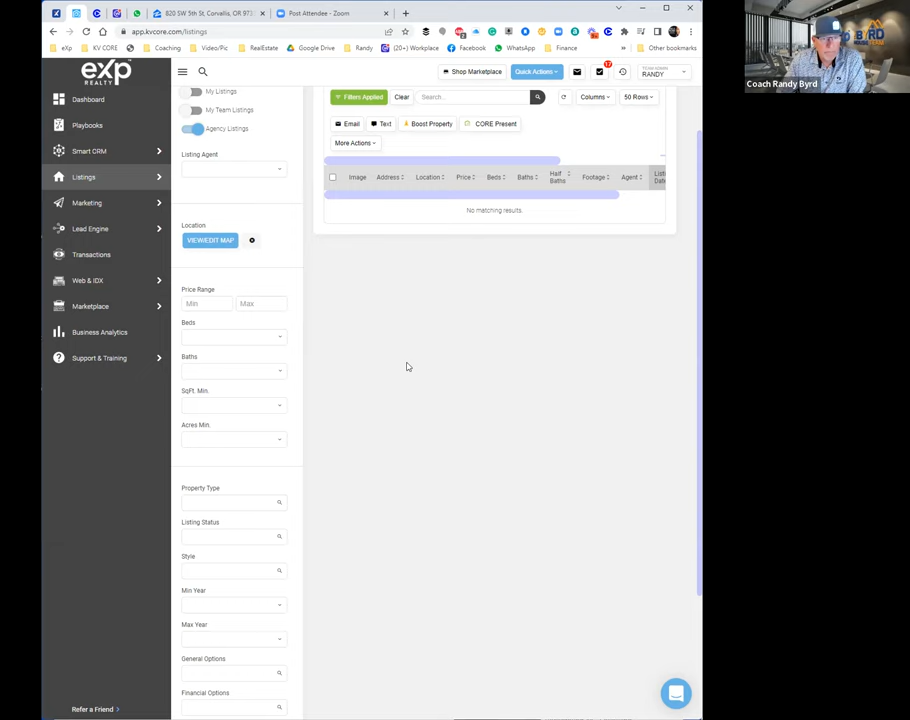 820 SW 5th St, Corvallis, OR 973
Post Attendee - Zoom
app.kvcore.com/listings
eXp
KV CORE
Coaching
Video/Pic
RealEstate
Google Drive
Randy
(20+) Workplace
Facebook
WhatsApp
Finance
Other bookmarks
exp
REALTY
Shop Marketplace
Quick Actions
17
TEAM ADMIN
RANDY
Coach Randy Byrd
BYRD
Dashboard
Playbooks
Smart CRM
Listings
Marketing
Lead Engine
Transactions
Web & IDX
Marketplace
Business Analytics
Support & Training
Refer a Friend
My Listings
My Team Listings
Agency Listings
Listing Agent
Location
VIEW/EDIT MAP
Price Range
Min
Max
Beds
Baths
SqFt. Min.
Acres Min.
Property Type
Listing Status
Style
Min Year
Max Year
General Options
Financial Options
Filters Applied
Clear
Search...
Columns
50 Rows
Email
Text
Boost Property
CORE Present
More Actions
Image
Address
Location
Price
Beds
Baths
Half
Baths
Footage
Agent
Listi
Date
No matching results.